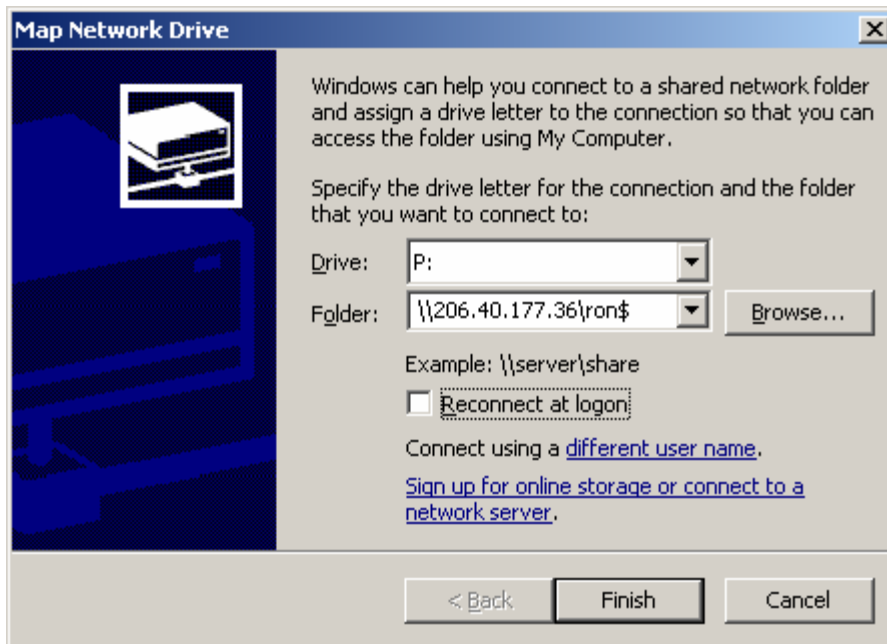 Map Network Drive
Windows can help you connect to a shared network folder
and assign a drive letter to the connection so that you can
access the folder using My Computer.
Specify the drive letter for the connection and the folder
that you want to connect to:
Drive: P:
Folder: \\206.40.177.36\ron$ Browse...
Example: \\server\share
Reconnect at logon
Connect using a different user name.
Sign up for online storage or connect to a
network server.
< Back Finish Cancel